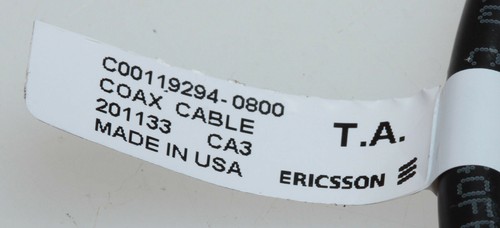 C00119294-0800
COAX CABLE
201133 CA3
MADE IN USA
T.A.
ERICSSON